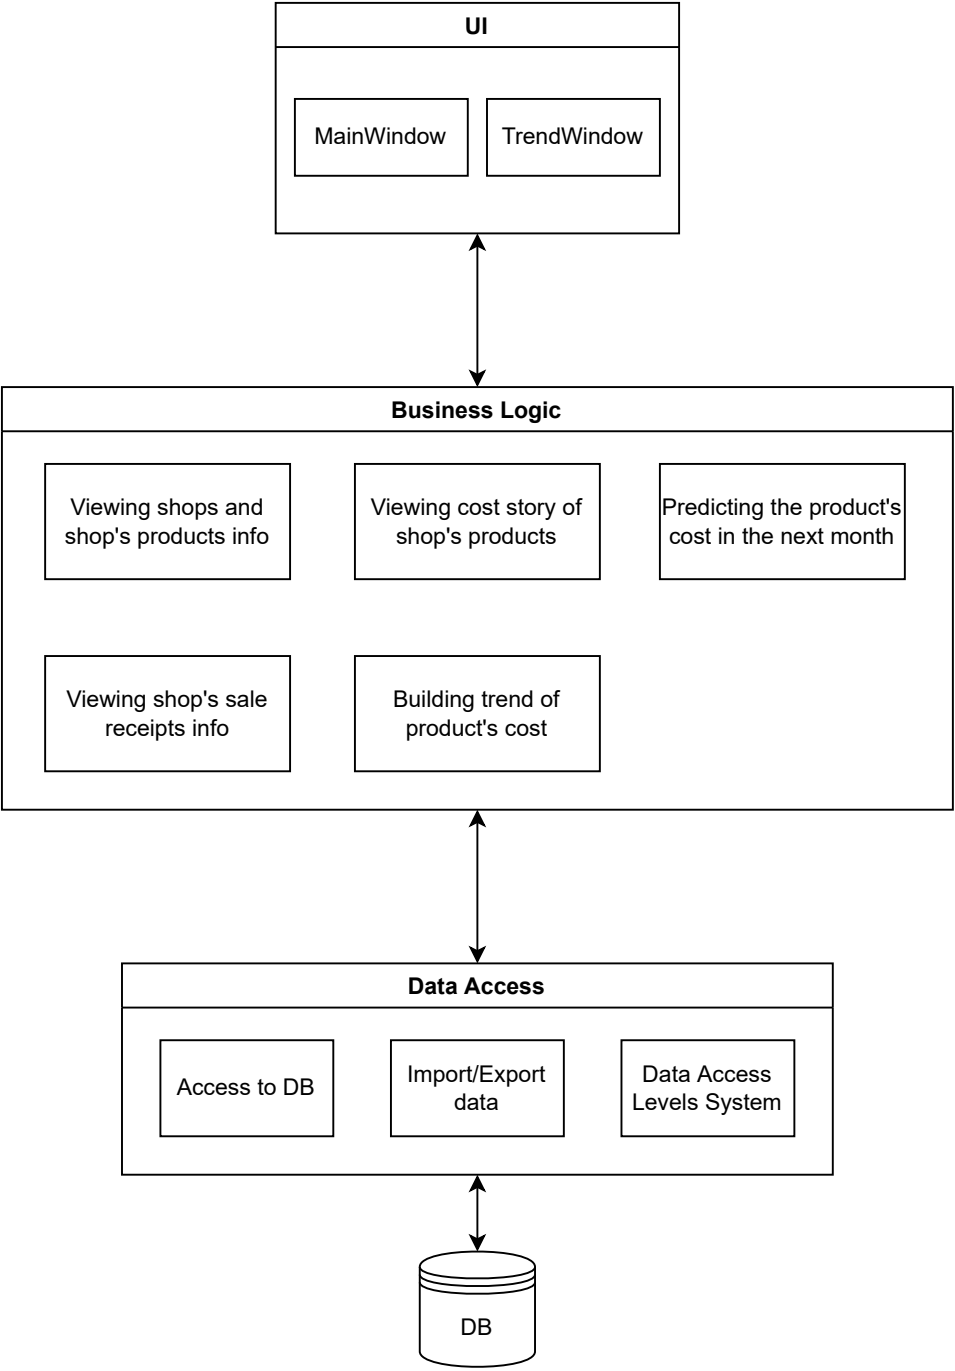 UI
MainWindow
TrendWindow
Business Logic
Viewing shops and
shop's products info
Viewing cost story of
shop's products
Predicting the product's
cost in the next month
Viewing shop's sale
receipts info
Building trend of
product's cost
Data Access
Access to DB
Import/Export
data
Data Access
Levels System
DB